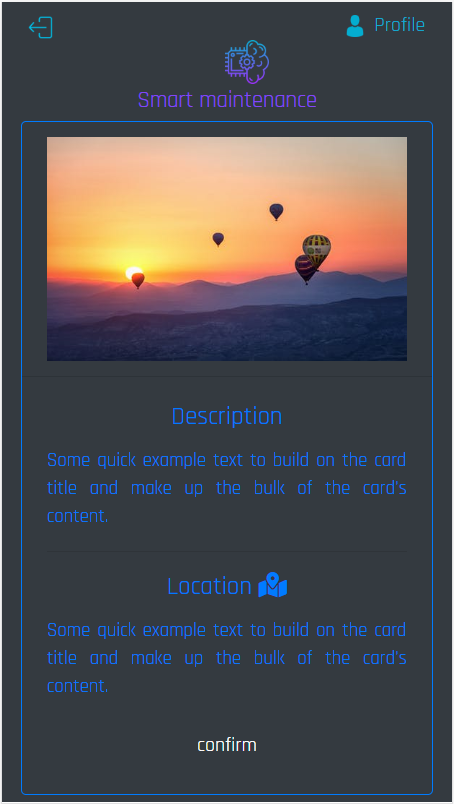 Profile
Smart maintenance
Description
Some quick example text to build on the card
title and make up the bulk of the card's
content.
Location
Some quick example text to build on the card
title and make up the bulk of the card's
content.
confirm